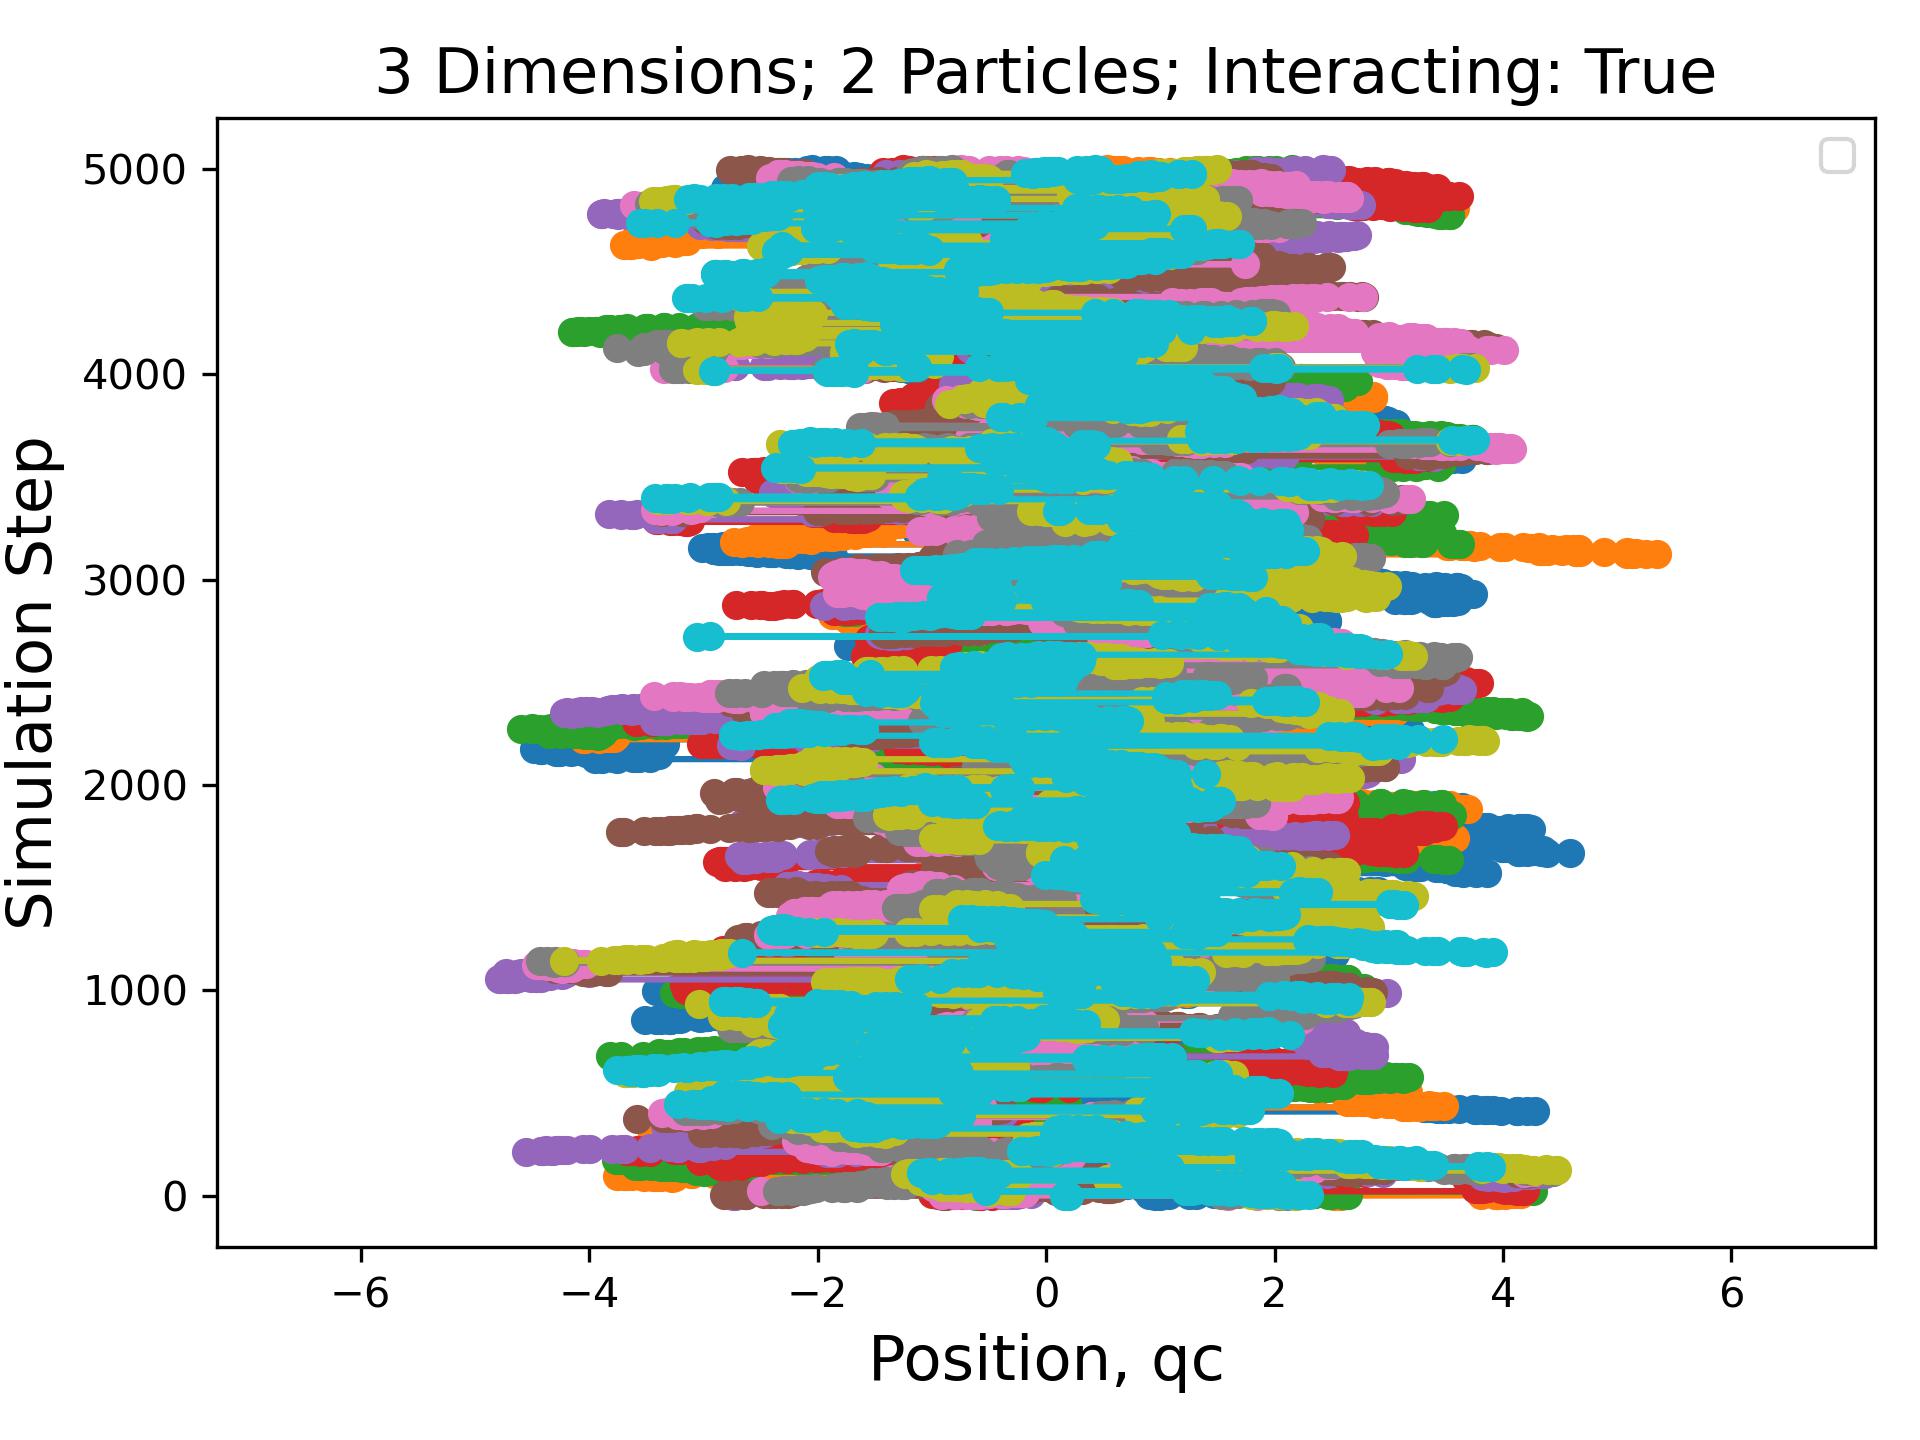 3 Dimensions; 2 Particles; Interacting: True
5000
4000
3000
2000
1000
0
Simulation Step
−6 −4 −2 0 2 4 6
Position, qc